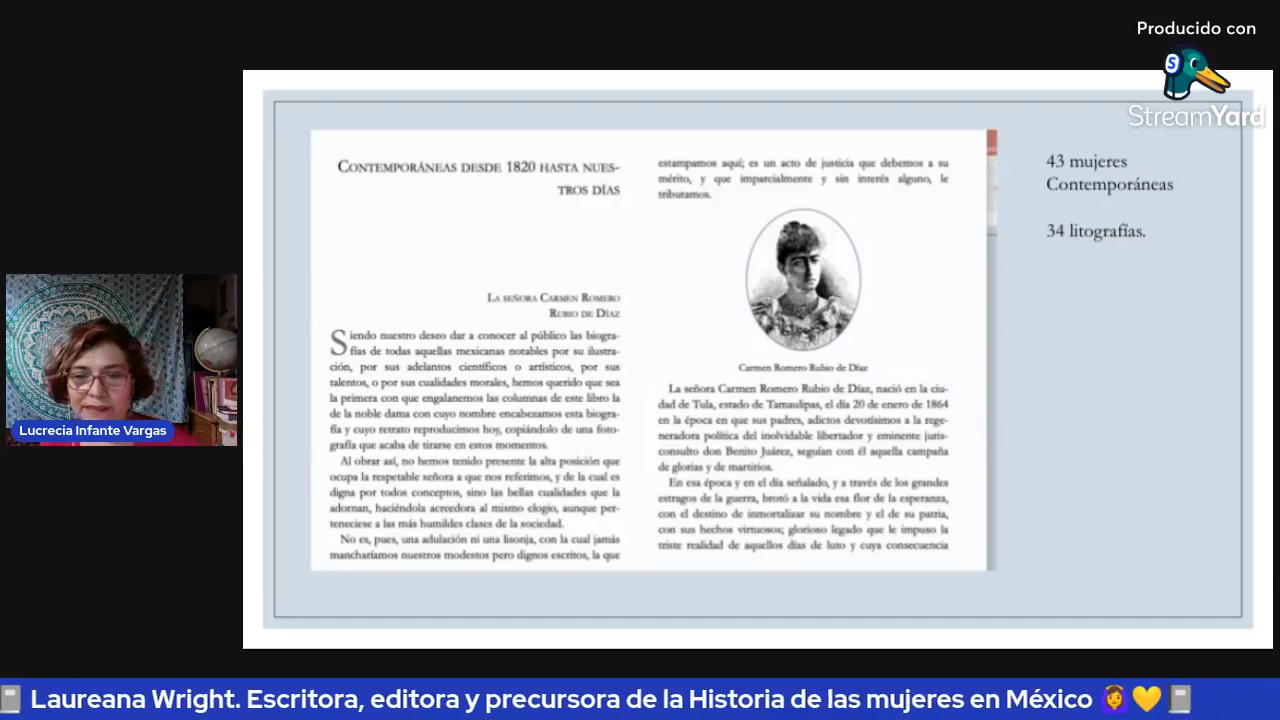 Producido con
StreamYard
CONTEMPORÁNEAS DESDE 1820 HASTA NUES-
TROS DÍAS
LA SEÑORA CARMEN ROMERO
RUBIO DE DÍAZ
Siendo nuestro deseo dar a conocer al público las biogra-
fías de todas aquellas mexicanas notables por su ilustra-
ción, por sus adelantos científicos o artísticos, por sus
talentos, o por sus cualidades morales, hemos querido que sea
la primera con que engalanemos las columnas de este libro la
de la noble dama con cuyo nombre encabezamos esta biogra-
fía y cuyo retrato reproducimos hoy, copiándolo de una foto-
grafía que acaba de tirarse en estos momentos.
Al obrar así, no hemos tenido presente la alta posición que
ocupa la respetable señora a que nos referimos, y de la cual es
digna por todos conceptos, sino las bellas cualidades que la
adornan, haciéndola acreedora al mismo elogio, aunque per-
teneciese a las más humildes clases de la sociedad.
No es, pues, una adulación ni una lisonja, con la cual jamás
mancharíamos nuestros modestos pero dignos escritos, la que
estampamos aquí; es un acto de justicia que debemos a su
mérito, y que imparcialmente y sin interés alguno, le
tributamos.
Carmen Romero Rubio de Díaz
La señora Carmen Romero Rubio de Díaz, nació en la ciu-
dad de Tula, estado de Tamaulipas, el día 20 de enero de 1864
en la época en que sus padres, adictos devotísimos a la rege-
neradora política del inolvidable libertador y eminente juris-
consulto don Benito Juárez, seguían con él aquella campaña
de glorias y de martirios.
En esa época y en el día señalado, y a través de los grandes
estragos de la guerra, brotó a la vida esa flor de la esperanza,
con el destino de inmortalizar su nombre y el de su patria,
con sus hechos virtuosos; glorioso legado que le impuso la
triste realidad de aquellos días de luto y cuya consecuencia
43 mujeres
Contemporáneas
34 litografías.
Lucrecia Infante Vargas
Laureana Wright. Escritora, editora y precursora de la Historia de las mujeres en México